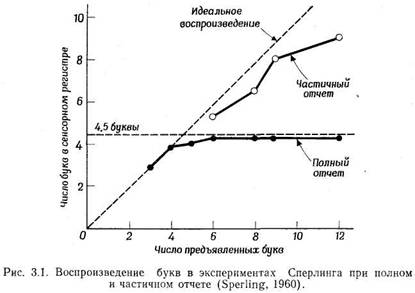 Идеальное
воспроизведение
Число букв в сенсорном регистре
10
8
6
4
2
0
4,5 буквы
Частичный
отчет
Полный
отчет
2
4
6
8
10
12
Число предъявленных букв
Рис. 3.1. Воспроизведение букв в экспериментах Сперлинга при полном
и частичном отчете (Sperling, 1960).